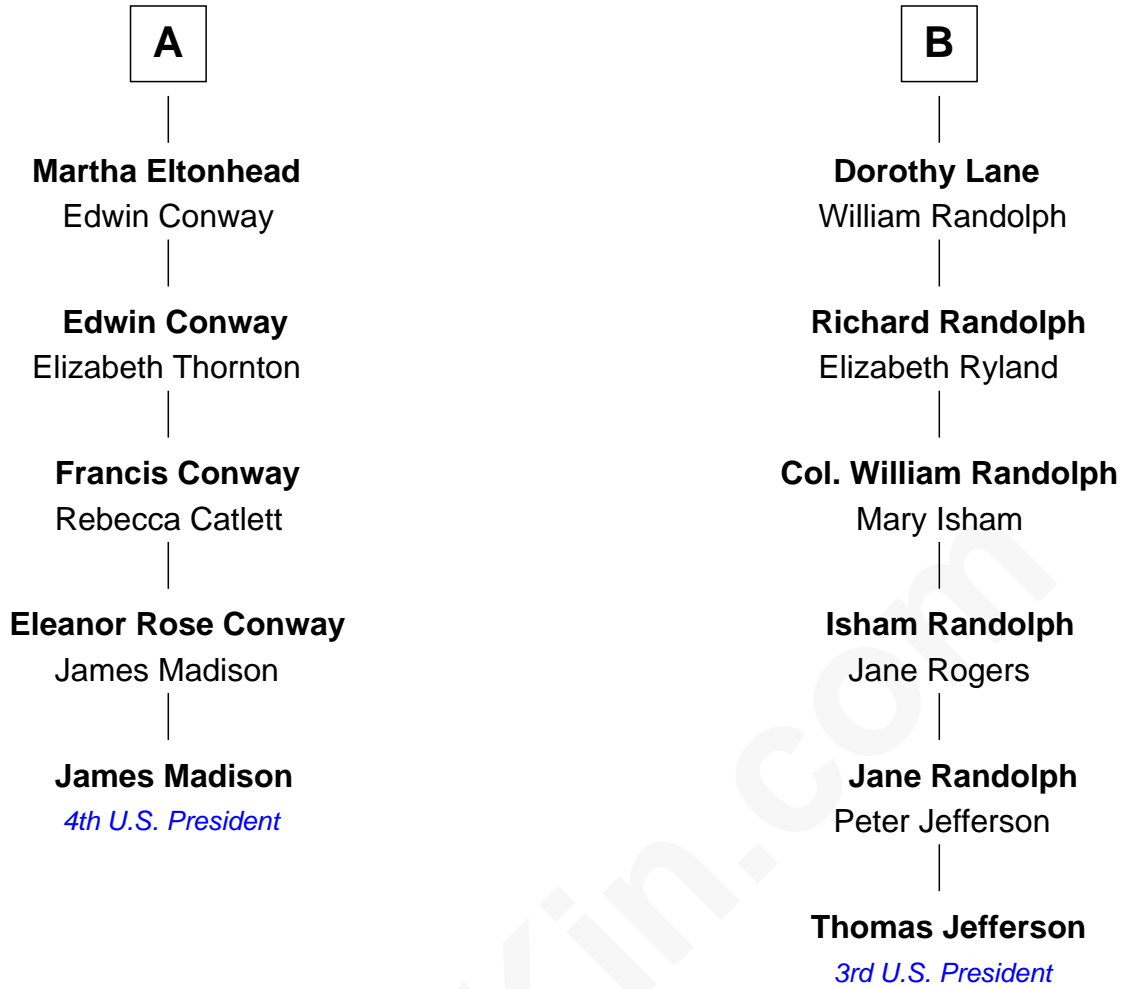 A
Martha Eltonhead
Edwin Conway
Edwin Conway
Elizabeth Thornton
Francis Conway
Rebecca Catlett
Eleanor Rose Conway
James Madison
James Madison
4th U.S. President
B
Dorothy Lane
William Randolph
Richard Randolph
Elizabeth Ryland
Col. William Randolph
Mary Isham
Isham Randolph
Jane Rogers
Jane Randolph
Peter Jefferson
Thomas Jefferson
3rd U.S. President
Kin.com